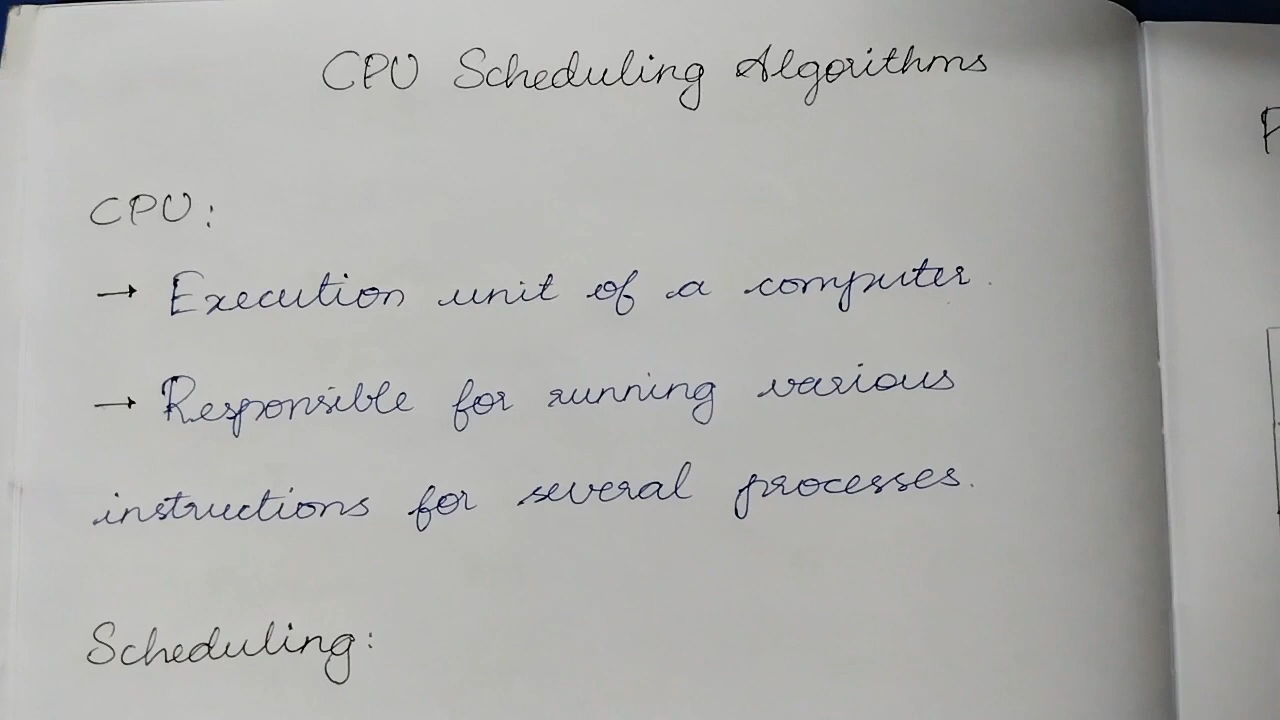 CPU Scheduling Algorithms
CPU:
→ Execution unit of a computer.
→ Responsible for running various
instructions for several processes.
Scheduling: